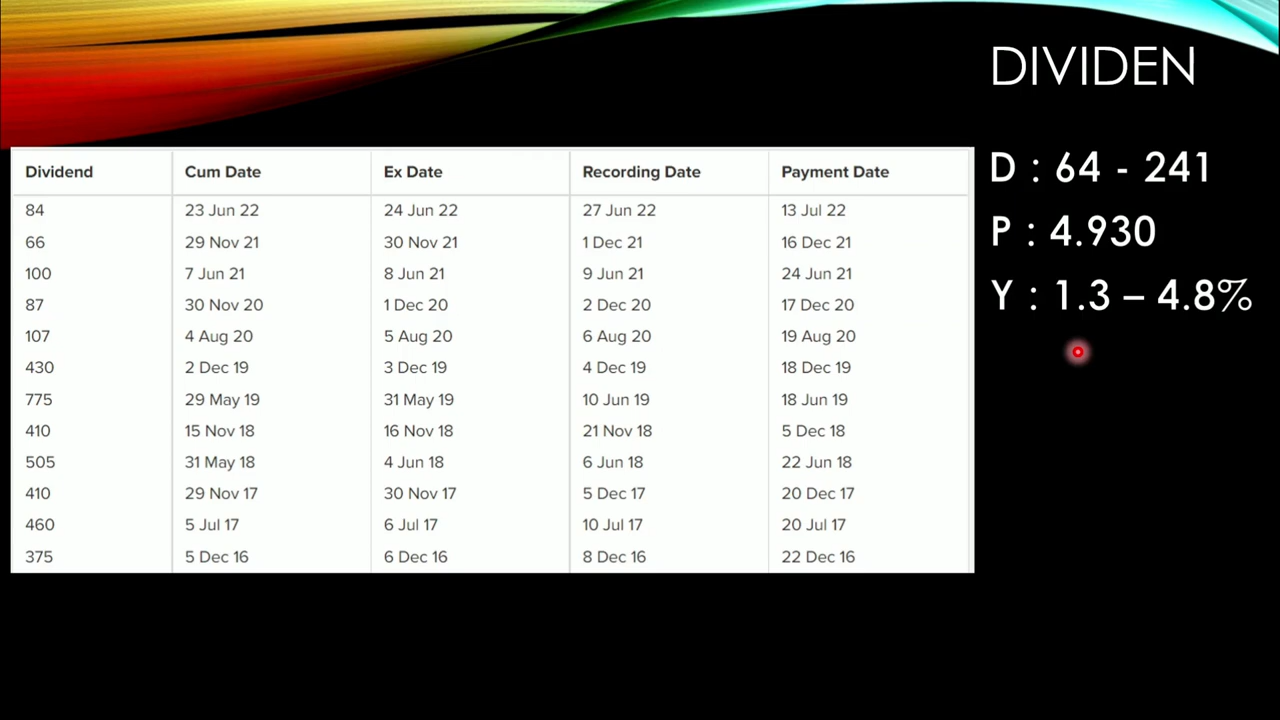 DIVIDEN
Dividend Cum Date Ex Date Recording Date Payment Date
84 23 Jun 22 24 Jun 22 27 Jun 22 13 Jul 22
66 29 Nov 21 30 Nov 21 1 Dec 21 16 Dec 21
100 7 Jun 21 8 Jun 21 9 Jun 21 24 Jun 21
87 30 Nov 20 1 Dec 20 2 Dec 20 17 Dec 20
107 4 Aug 20 5 Aug 20 6 Aug 20 19 Aug 20
430 2 Dec 19 3 Dec 19 4 Dec 19 18 Dec 19
775 29 May 19 31 May 19 10 Jun 19 18 Jun 19
410 15 Nov 18 16 Nov 18 21 Nov 18 5 Dec 18
505 31 May 18 4 Jun 18 6 Jun 18 22 Jun 18
410 29 Nov 17 30 Nov 17 5 Dec 17 20 Dec 17
460 5 Jul 17 6 Jul 17 10 Jul 17 20 Jul 17
375 5 Dec 16 6 Dec 16 8 Dec 16 22 Dec 16
D : 64 - 241
P : 4.930
Y : 1.3 – 4.8%